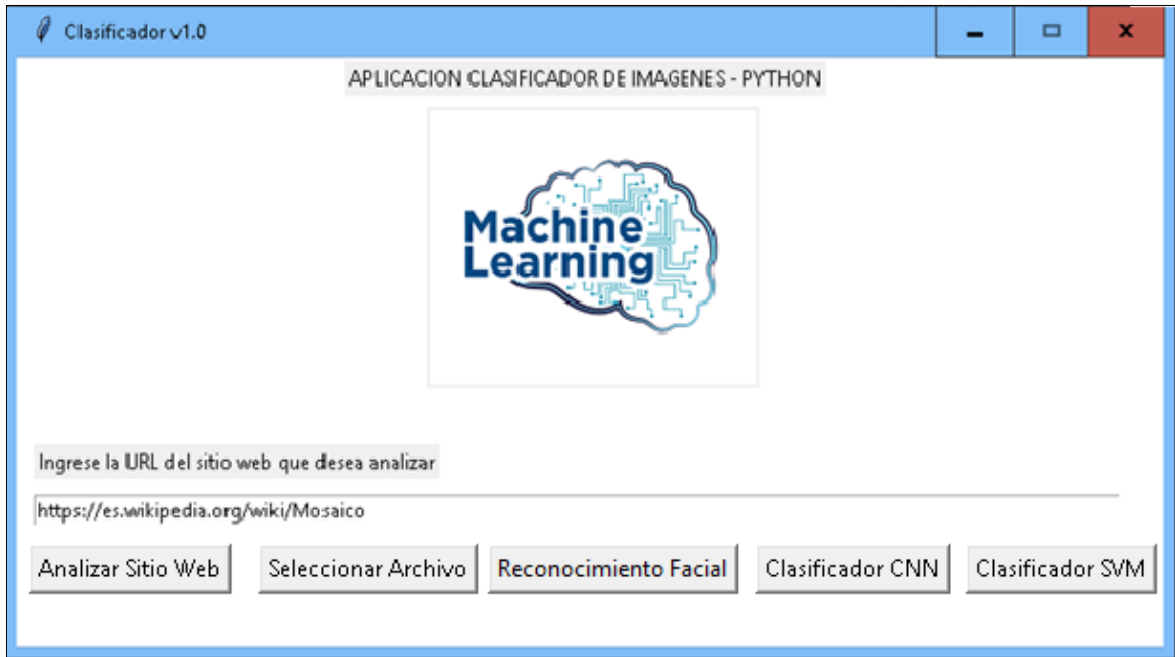 Clasificador v1.0
APLICACION CLASIFICADOR DE IMAGENES - PYTHON
Machine
Learning
Ingrese la URL del sitio web que desea analizar
https://es.wikipedia.org/wiki/Mosaico
Analizar Sitio Web Seleccionar Archivo Reconocimiento Facial Clasificador CNN Clasificador SVM